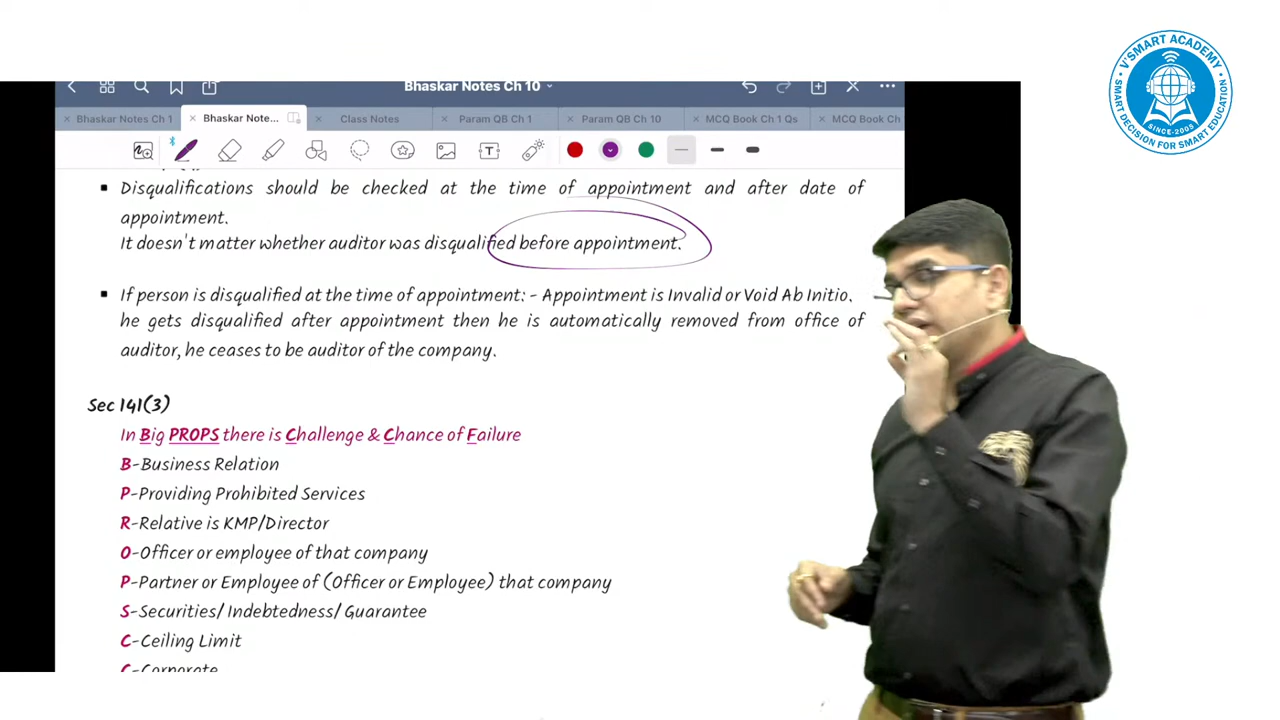 V'SMART ACADEMY
SMART DECISION FOR SMART EDUCATION
SINCE-2005
Bhaskar Notes Ch 10
Bhaskar Notes Ch 1
Bhaskar Note...
Class Notes
Param QB Ch 1
Param QB Ch 10
MCQ Book Ch 1 Qs
MCQ Book Ch
T
▪ Disqualifications should be checked at the time of appointment and after date of
appointment.
It doesn't matter whether auditor was disqualified before appointment.
▪ If person is disqualified at the time of appointment: - Appointment is Invalid or Void Ab Initio.
he gets disqualified after appointment then he is automatically removed from office of
auditor, he ceases to be auditor of the company.
Sec 141(3)
In Big PROPS there is Challenge & Chance of Failure
B-Business Relation
P-Providing Prohibited Services
R-Relative is KMP/Director
O-Officer or employee of that company
P-Partner or Employee of (Officer or Employee) that company
S-Securities/ Indebtedness/ Guarantee
C-Ceiling Limit
C-Corporate